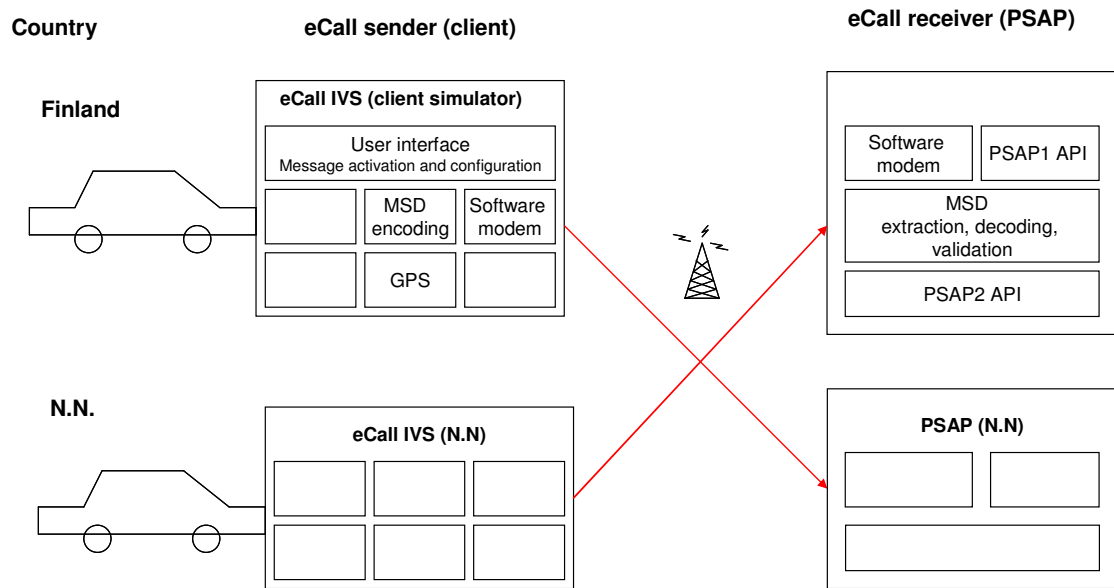 Country
eCall sender (client)
eCall receiver (PSAP)
Finland
eCall IVS (client simulator)
User interface
Message activation and configuration
MSD
encoding
Software
modem
GPS
Software
modem
PSAP1 API
MSD
extraction, decoding,
validation
PSAP2 API
N.N.
eCall IVS (N.N)
PSAP (N.N)